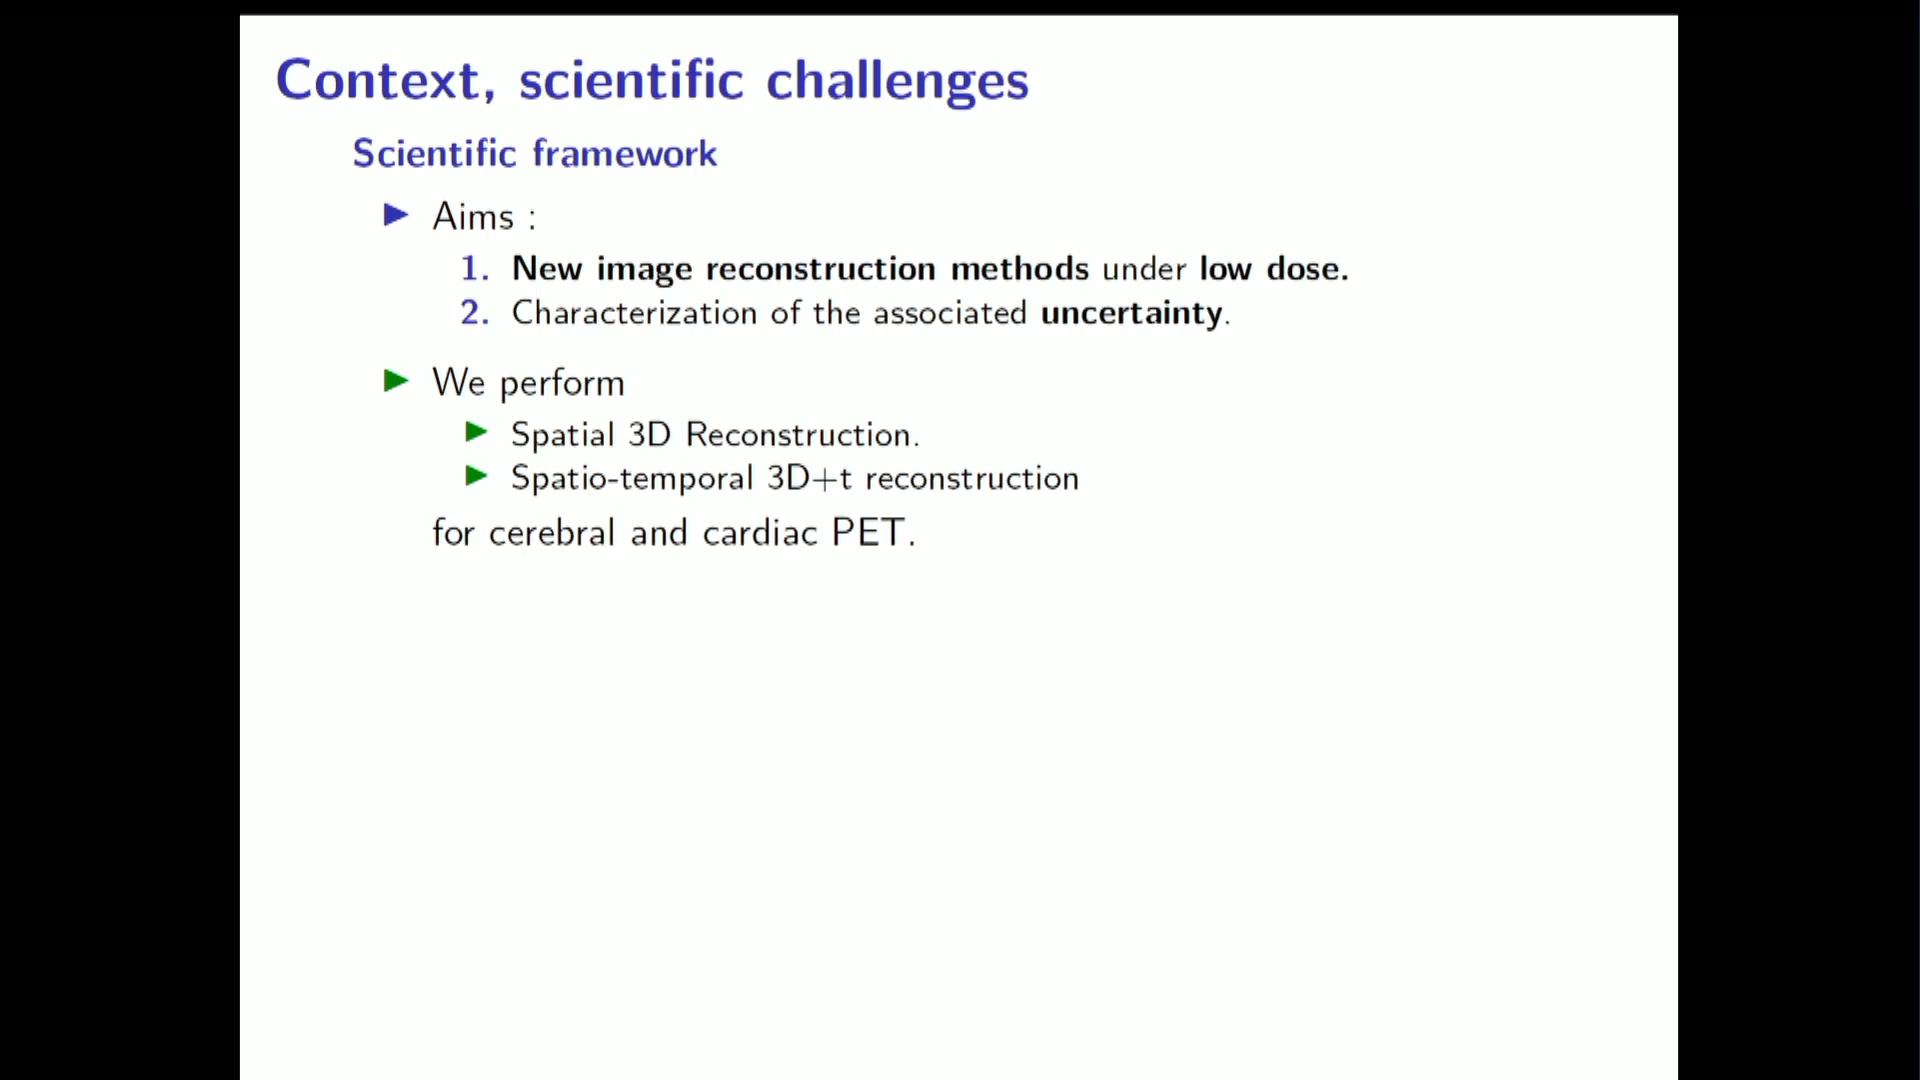 Context, scientific challenges
Scientific framework
Aims :
1. New image reconstruction methods under low dose.
2. Characterization of the associated uncertainty.
We perform
Spatial 3D Reconstruction.
Spatio-temporal 3D+t reconstruction
for cerebral and cardiac PET.